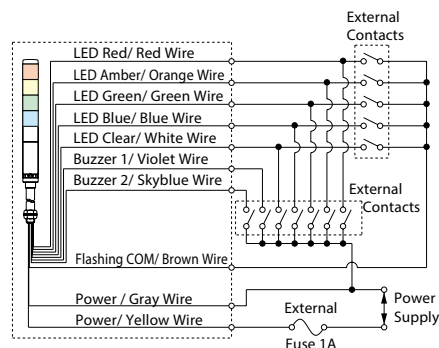 External
Contacts
LED Red/ Red Wire
LED Amber/ Orange Wire
LED Green/ Green Wire
LED Blue/ Blue Wire
LED Clear/ White Wire
Buzzer 1/ Violet Wire
Buzzer 2/ Skyblue Wire
External
Contacts
Flashing COM/ Brown Wire
Power/ Gray Wire
Power/ Yellow Wire
External
Fuse 1A
Power
Supply